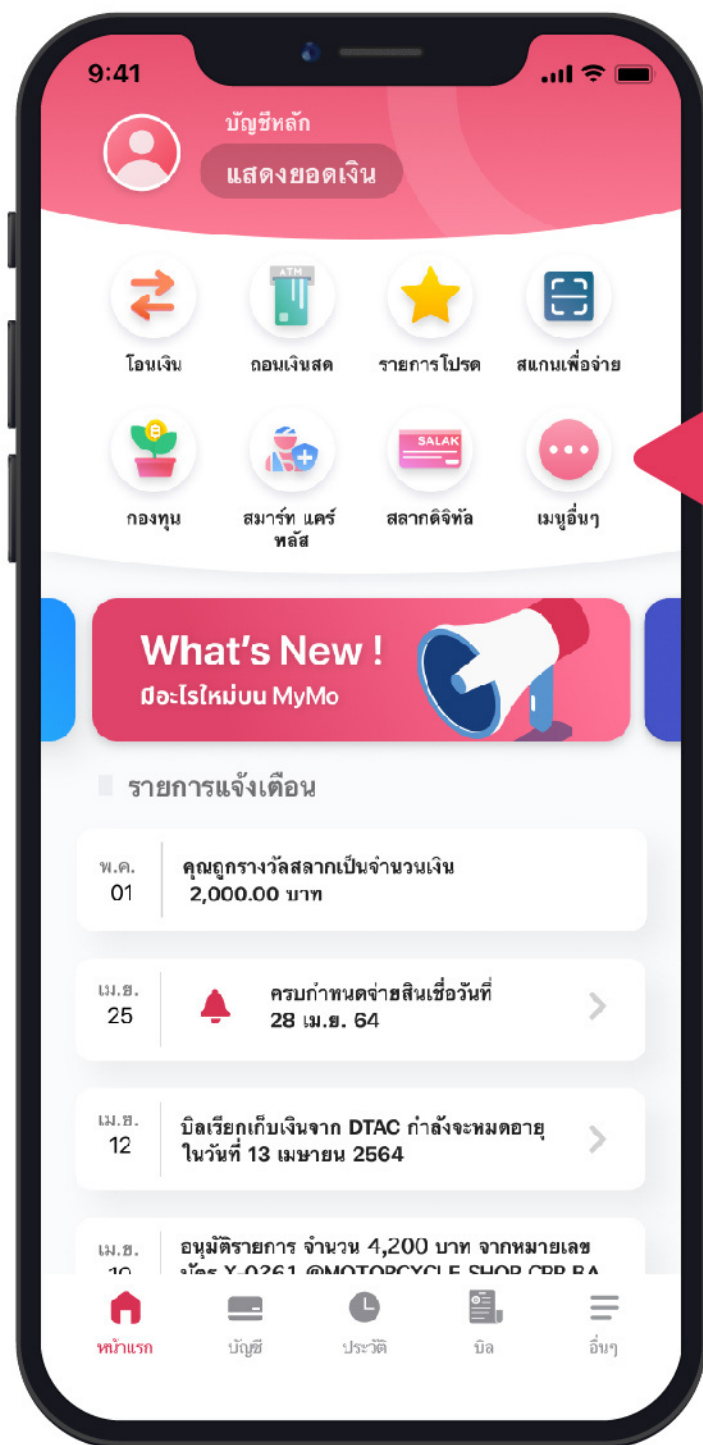 9:41
บัญชีหลัก
แสดงยอดเงิน
ATM
SALAK
โอนเงิน ถอนเงินสด รายการโปรด สแกนเพื่อจ่าย
กองทุน สมาร์ท แคร์ สลากดิจิทัล เมนูอื่นๆ
พลัส
What's New !
มีอะไรใหม่บน MyMo
รายการแจ้งเตือน
พ.ค. คุณถูกรางวัลสลากเป็นจำนวนเงิน
01 2,000.00 บาท
เม.ย. ครบกำหนดจ่ายสินเชื่อวันที่
25 28 เม.ย. 64
เม.ย. บิลเรียกเก็บเงินจาก DTAC กำลังจะหมดอายุ
12 ในวันที่ 13 เมษายน 2564
เม.ย. อนุมัติรายการ จำนวน 4,200 บาท จากหมายเลข
10 บัตร X-0261 @MOTORCYCLE SHOP
หน้าแรก บัญชี ประวัติ บิล อื่นๆ